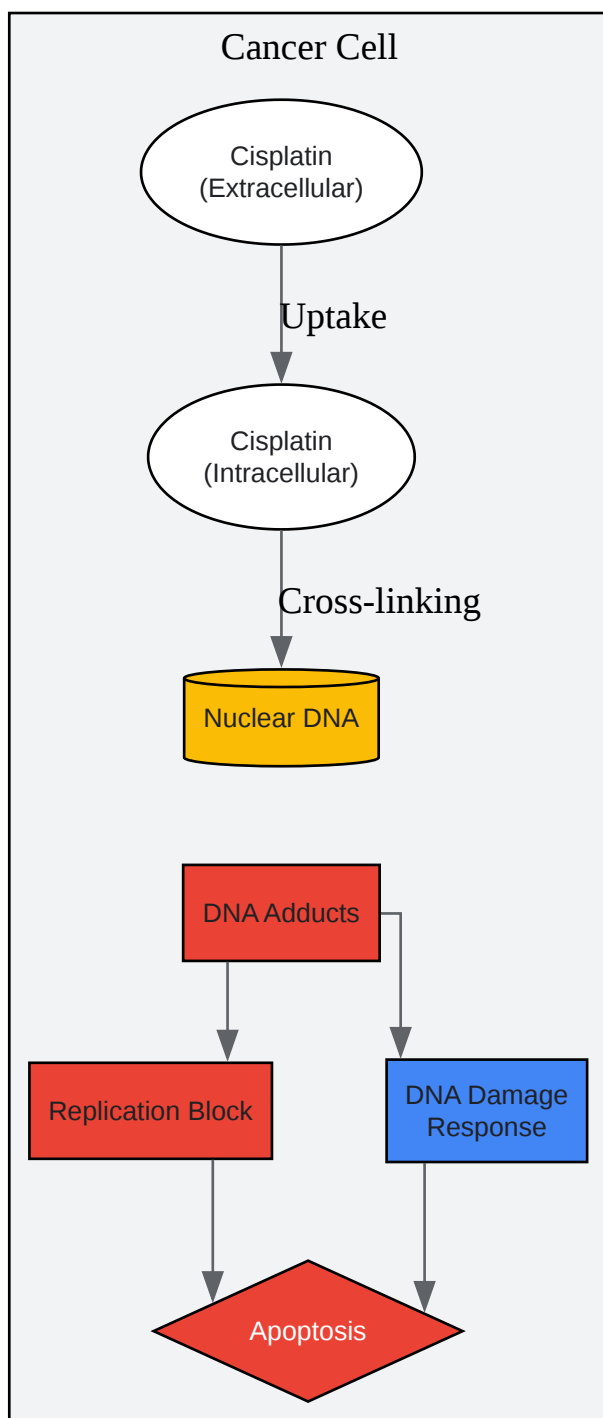 Cancer Cell
Cisplatin
(Extracellular)
Uptake
Cisplatin
(Intracellular)
Cross-linking
Nuclear DNA
DNA Adducts
Replication Block
DNA Damage
Response
Apoptosis